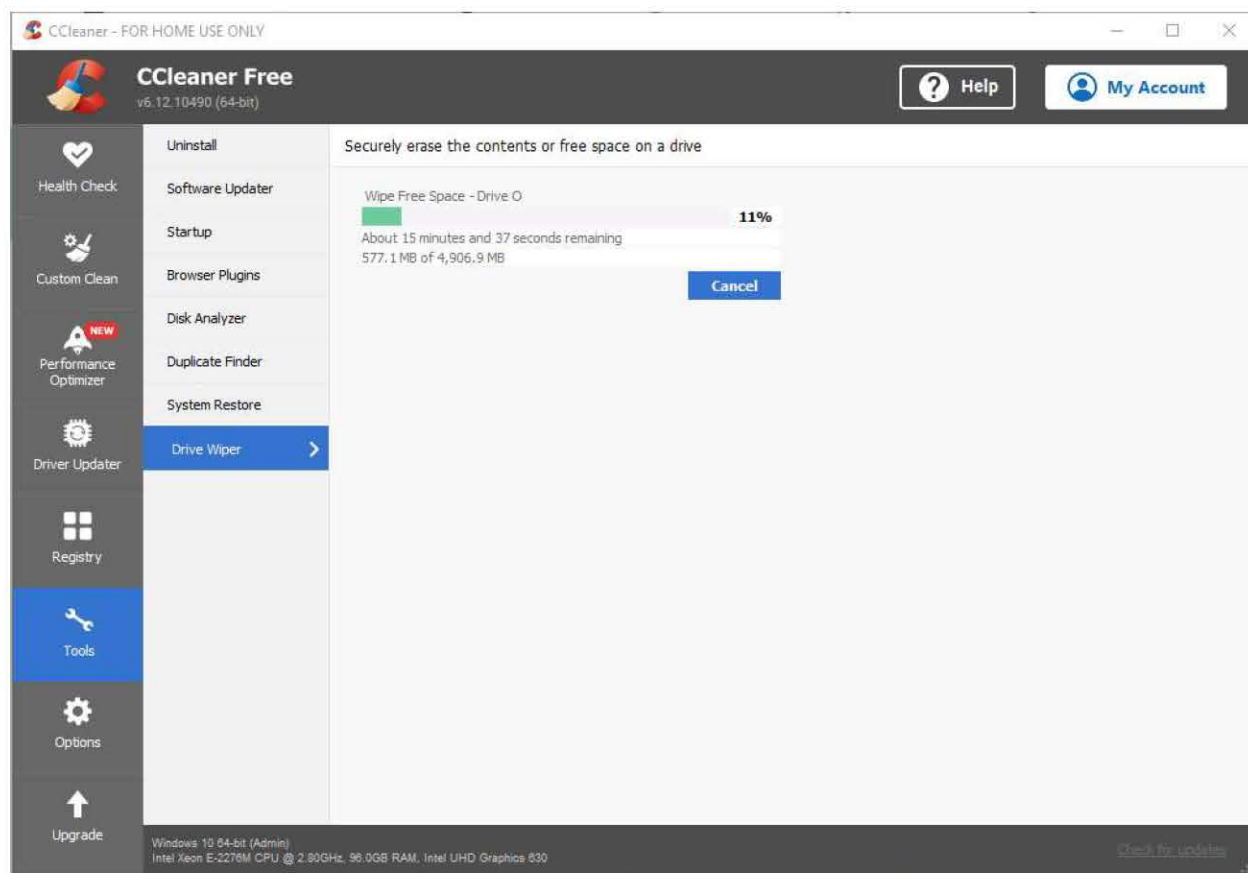 CCleaner - FOR HOME USE ONLY
CCleaner Free
v6.12.10490 (64-bit)
? Help
My Account
Health Check
Custom Clean
NEW
Performance
Optimizer
Driver Updater
Registry
Tools
Options
Upgrade
Uninstall
Software Updater
Startup
Browser Plugins
Disk Analyzer
Duplicate Finder
System Restore
Drive Wiper
Securely erase the contents or free space on a drive
Wipe Free Space - Drive O
11%
About 15 minutes and 37 seconds remaining
577.1 MB of 4,906.9 MB
Cancel
Windows 10 64-bit (Admin)
Intel Xeon E-2276M CPU @ 2.80GHz, 96.0GB RAM, Intel UHD Graphics 630
Check for updates